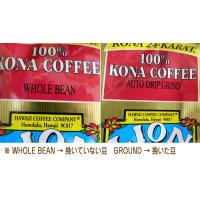 100%
KONA COFFEE
WHOLE BEAN
HAWAII COFFEE COMPANY
Honolulu, Hawaii 96817
LION
KONA 24 KARAT
100%
KONA COFFEE
AUTO DRIP GRIND
HAWAII COFFEE COMPANY
Honolulu, Hawaii 96817
LION
※ WHOLE BEAN → 挽いていない豆 GROUND → 挽いた豆